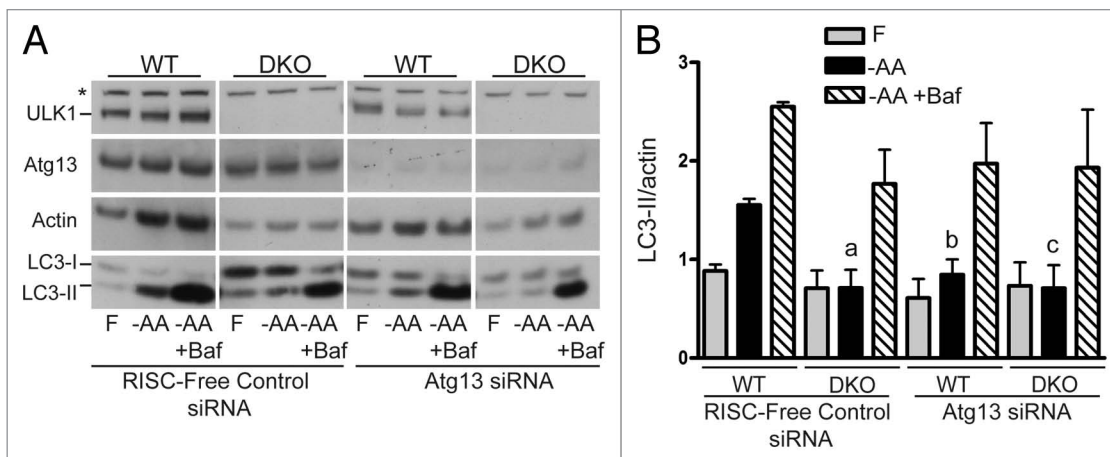 A
WT DKO WT DKO
*
ULK1
Atg13
Actin
LC3-I
LC3-II
F -AA -AA F -AA -AA F -AA -AA F -AA -AA
+Baf +Baf +Baf +Baf
RISC-Free Control Atg13 siRNA
siRNA
B
F
-AA
-AA +Baf
LC3-II/actin
3
2
1
0
a b c
WT DKO WT DKO
RISC-Free Control Atg13 siRNA
siRNA